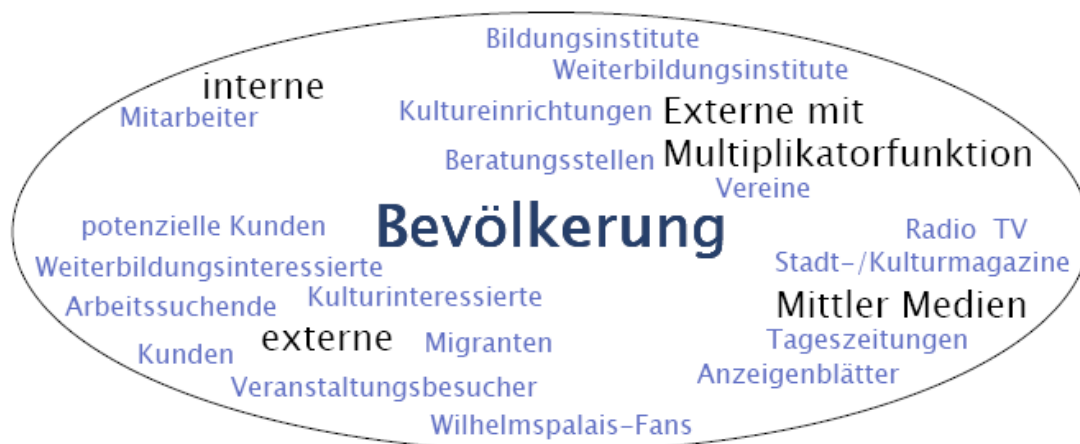 Bildungsinstitute
Weiterbildungsinstitute
interne
Mitarbeiter
Kultureinrichtungen
Externe mit
Multiplikatorfunktion
Beratungsstellen
Vereine
Bevölkerung
potenzielle Kunden
Weiterbildungsinteressierte
Arbeitssuchende
Kulturinteressierte
externe
Kunden
Migranten
Veranstaltungsbesucher
Wilhelmspalais-Fans
Radio TV
Stadt-/Kulturmagazine
Mittler Medien
Tageszeitungen
Anzeigenblätter